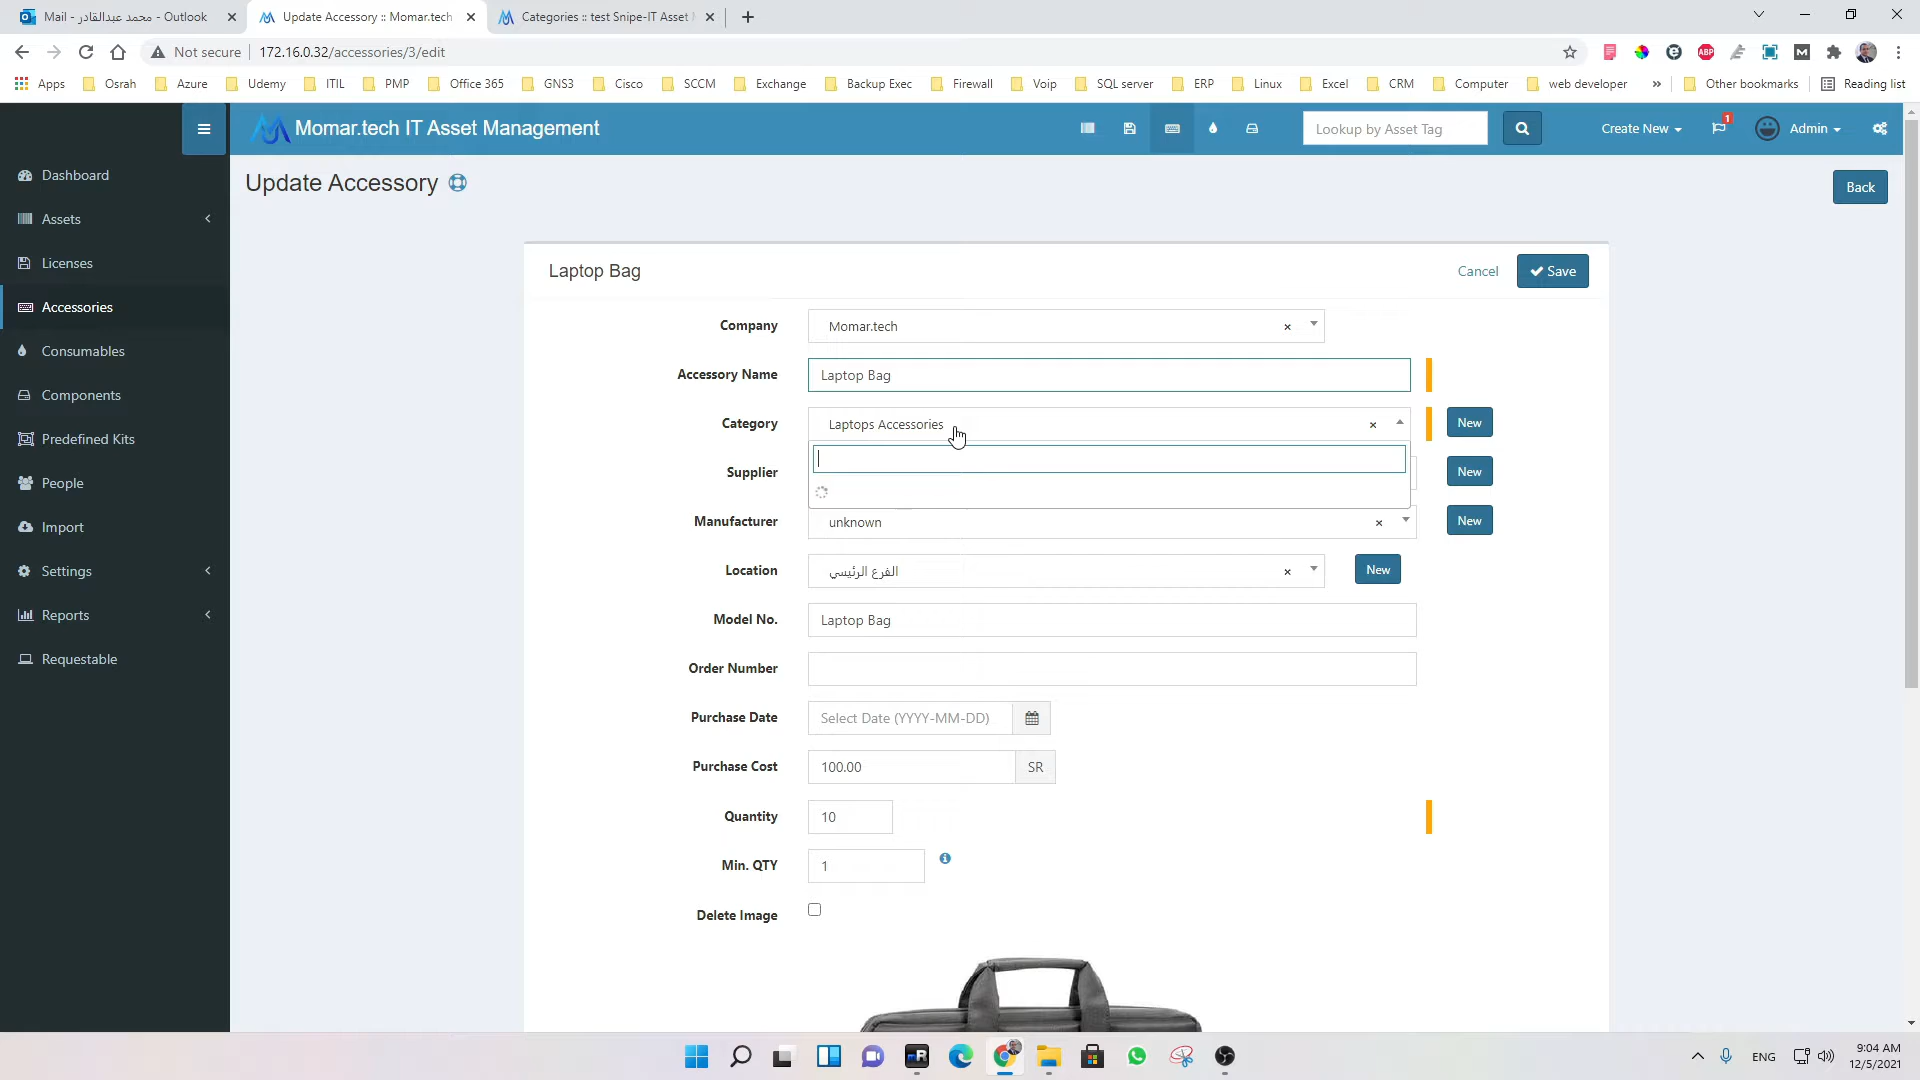 Mail - محمد عبدالقادر - Outlook
Update Accessory :: Momar.tech
Categories :: test Snipe-IT Asset
Not secure
172.16.0.32/accessories/3/edit
ABP
Apps
Osrah
Azure
Udemy
ITIL
PMP
Office 365
GNS3
Cisco
SCCM
Exchange
Backup Exec
Firewall
Voip
SQL server
ERP
Linux
Excel
CRM
Computer
web developer
»
Other bookmarks
Reading list
Momar.tech IT Asset Management
Lookup by Asset Tag
Create New
1
Admin
Dashboard
Assets
Licenses
Accessories
Consumables
Components
Predefined Kits
People
Import
Settings
Reports
Requestable
Update Accessory
Back
Laptop Bag
Cancel
Save
Company
Momar.tech
Accessory Name
Laptop Bag
Category
Laptops Accessories
New
Supplier
New
Manufacturer
unknown
New
Location
الفرع الرئيسي
New
Model No.
Laptop Bag
Order Number
Purchase Date
Select Date (YYYY-MM-DD)
Purchase Cost
100.00
SR
Quantity
10
Min. QTY
1
Delete Image
ENG
9:04 AM
12/5/2021